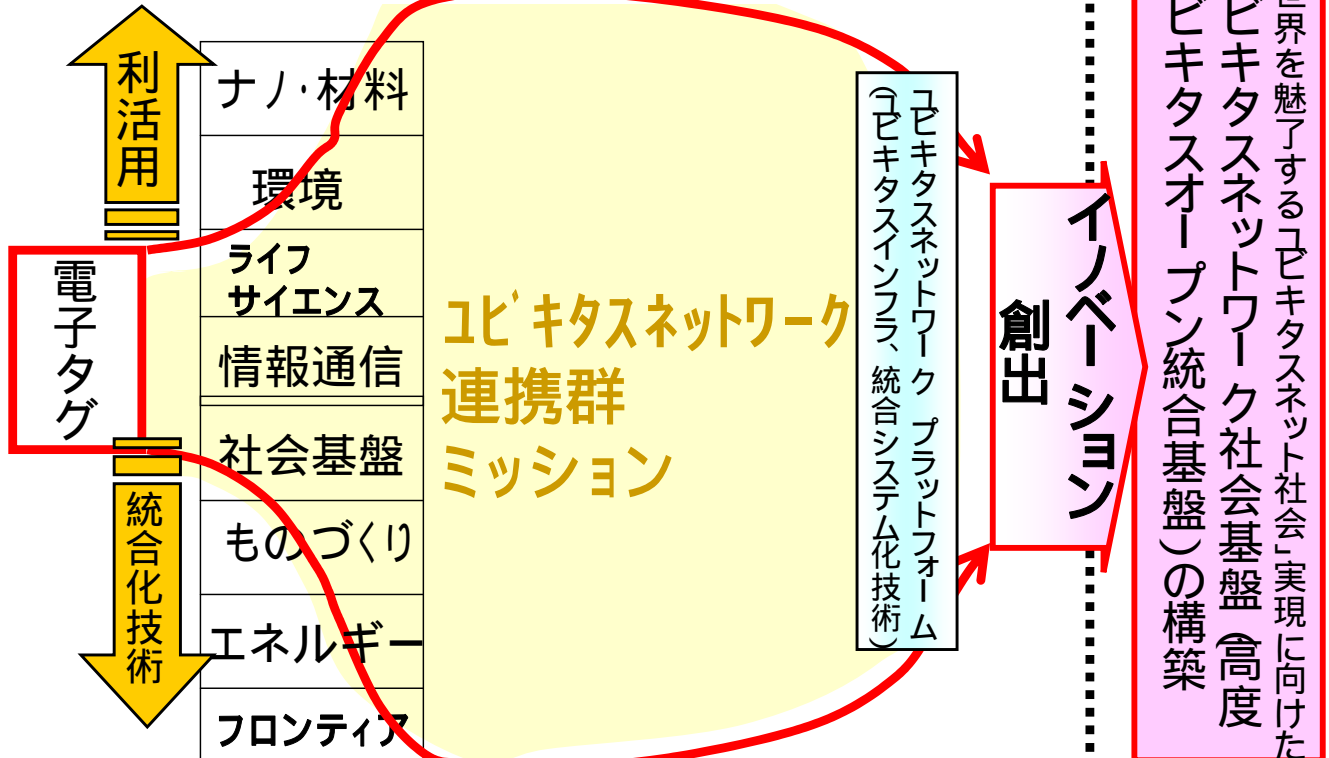 利活用
電子タグ
統合化技術
ナノ・材料
環境
ライフ
サイエンス
情報通信
社会基盤
ものづくり
エネルギー
フロンティア
ユビキタスネットワーク
連携群
ミッション
ユビキタスネットワーク プラットフォーム
(ユビキタスインフラ、統合システム化技術)
イノベーション
創出
世界を魅了するユビキタスネット社会」実現に向けた
ビキタスネットワーク社会基盤(高度
ビキタスオープン統合基盤)の構築